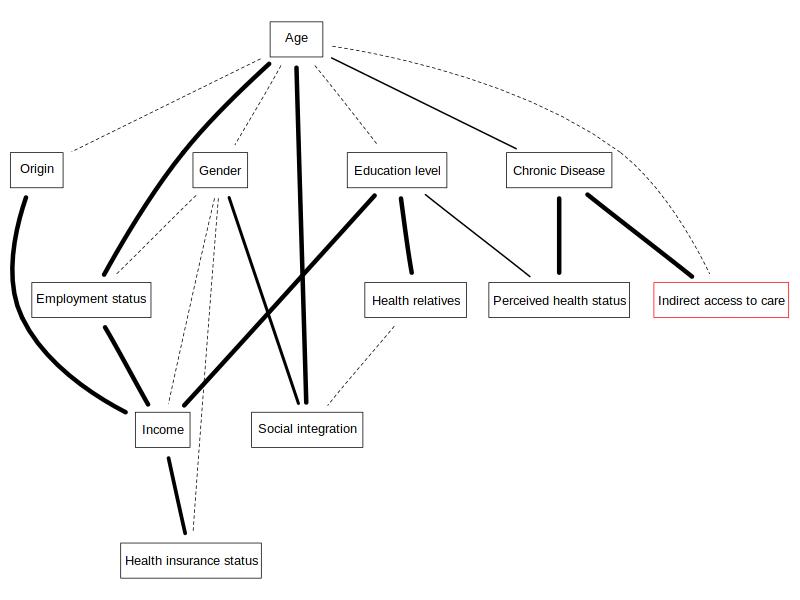 Age
Origin
Gender
Education level
Chronic Disease
Employment status
Health relatives
Perceived health status
Indirect access to care
Income
Social integration
Health insurance status